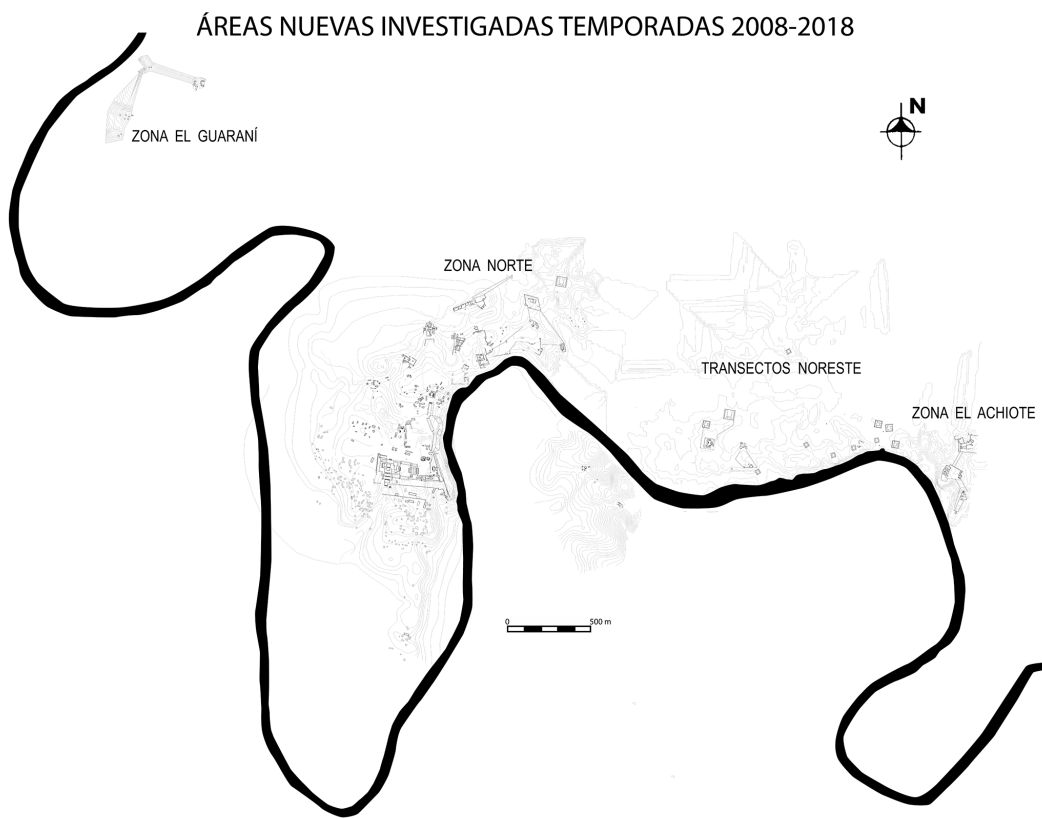 ÁREAS NUEVAS INVESTIGADAS TEMPORADAS 2008-2018
N
ZONA EL GUARANÍ
ZONA NORTE
TRANSECTOS NORESTE
ZONA EL ACHIOTE
0 500 m